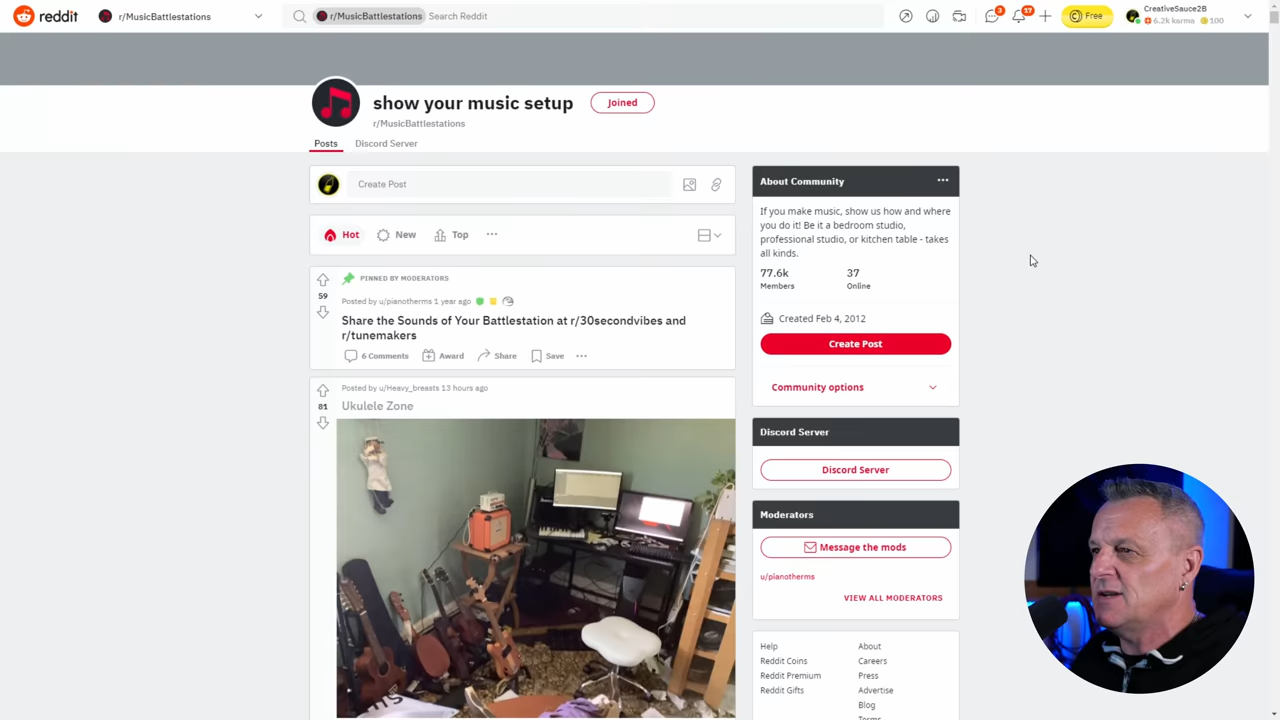 reddit
r/MusicBattlestations
r/MusicBattlestations
Search Reddit
3
17
Free
CreativeSauce2B
6.2k karma
100
show your music setup
Joined
r/MusicBattlestations
Posts
Discord Server
Create Post
Hot
New
Top
59
PINNED BY MODERATORS
Posted by u/pianotherms 1 year ago
Share the Sounds of Your Battlestation at r/30secondvibes and
r/tunemakers
6 Comments
Award
Share
Save
81
Posted by u/Heavy_breasts 13 hours ago
Ukulele Zone
About Community
If you make music, show us how and where
you do it! Be it a bedroom studio,
professional studio, or kitchen table - takes
all kinds.
77.6k
37
Members
Online
Created Feb 4, 2012
Create Post
Community options
Discord Server
Discord Server
Moderators
Message the mods
u/pianotherms
VIEW ALL MODERATORS
Help
About
Reddit Coins
Careers
Reddit Premium
Press
Reddit Gifts
Advertise
Blog
Terms